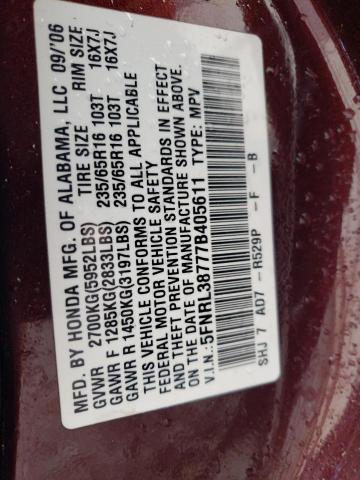 MFD. BY HONDA MFG. OF ALABAMA, LLC 09/'06
TIRE SIZE RIM SIZE
GVWR 2700KG(5952LBS)
GAWR F 1285KG(2833LBS) 235/65R16 103T 16X7J
GAWR R 1450KG(3197LBS) 235/65R16 103T 16X7J
THIS VEHICLE CONFORMS TO ALL APPLICABLE
FEDERAL MOTOR VEHICLE SAFETY
AND THEFT PREVENTION STANDARDS IN EFFECT
ON THE DATE OF MANUFACTURE SHOWN ABOVE.
V.I.N.: 5FNRL38777B405611 TYPE: MPV
SHJ 7 AD7 - R529P - F - B